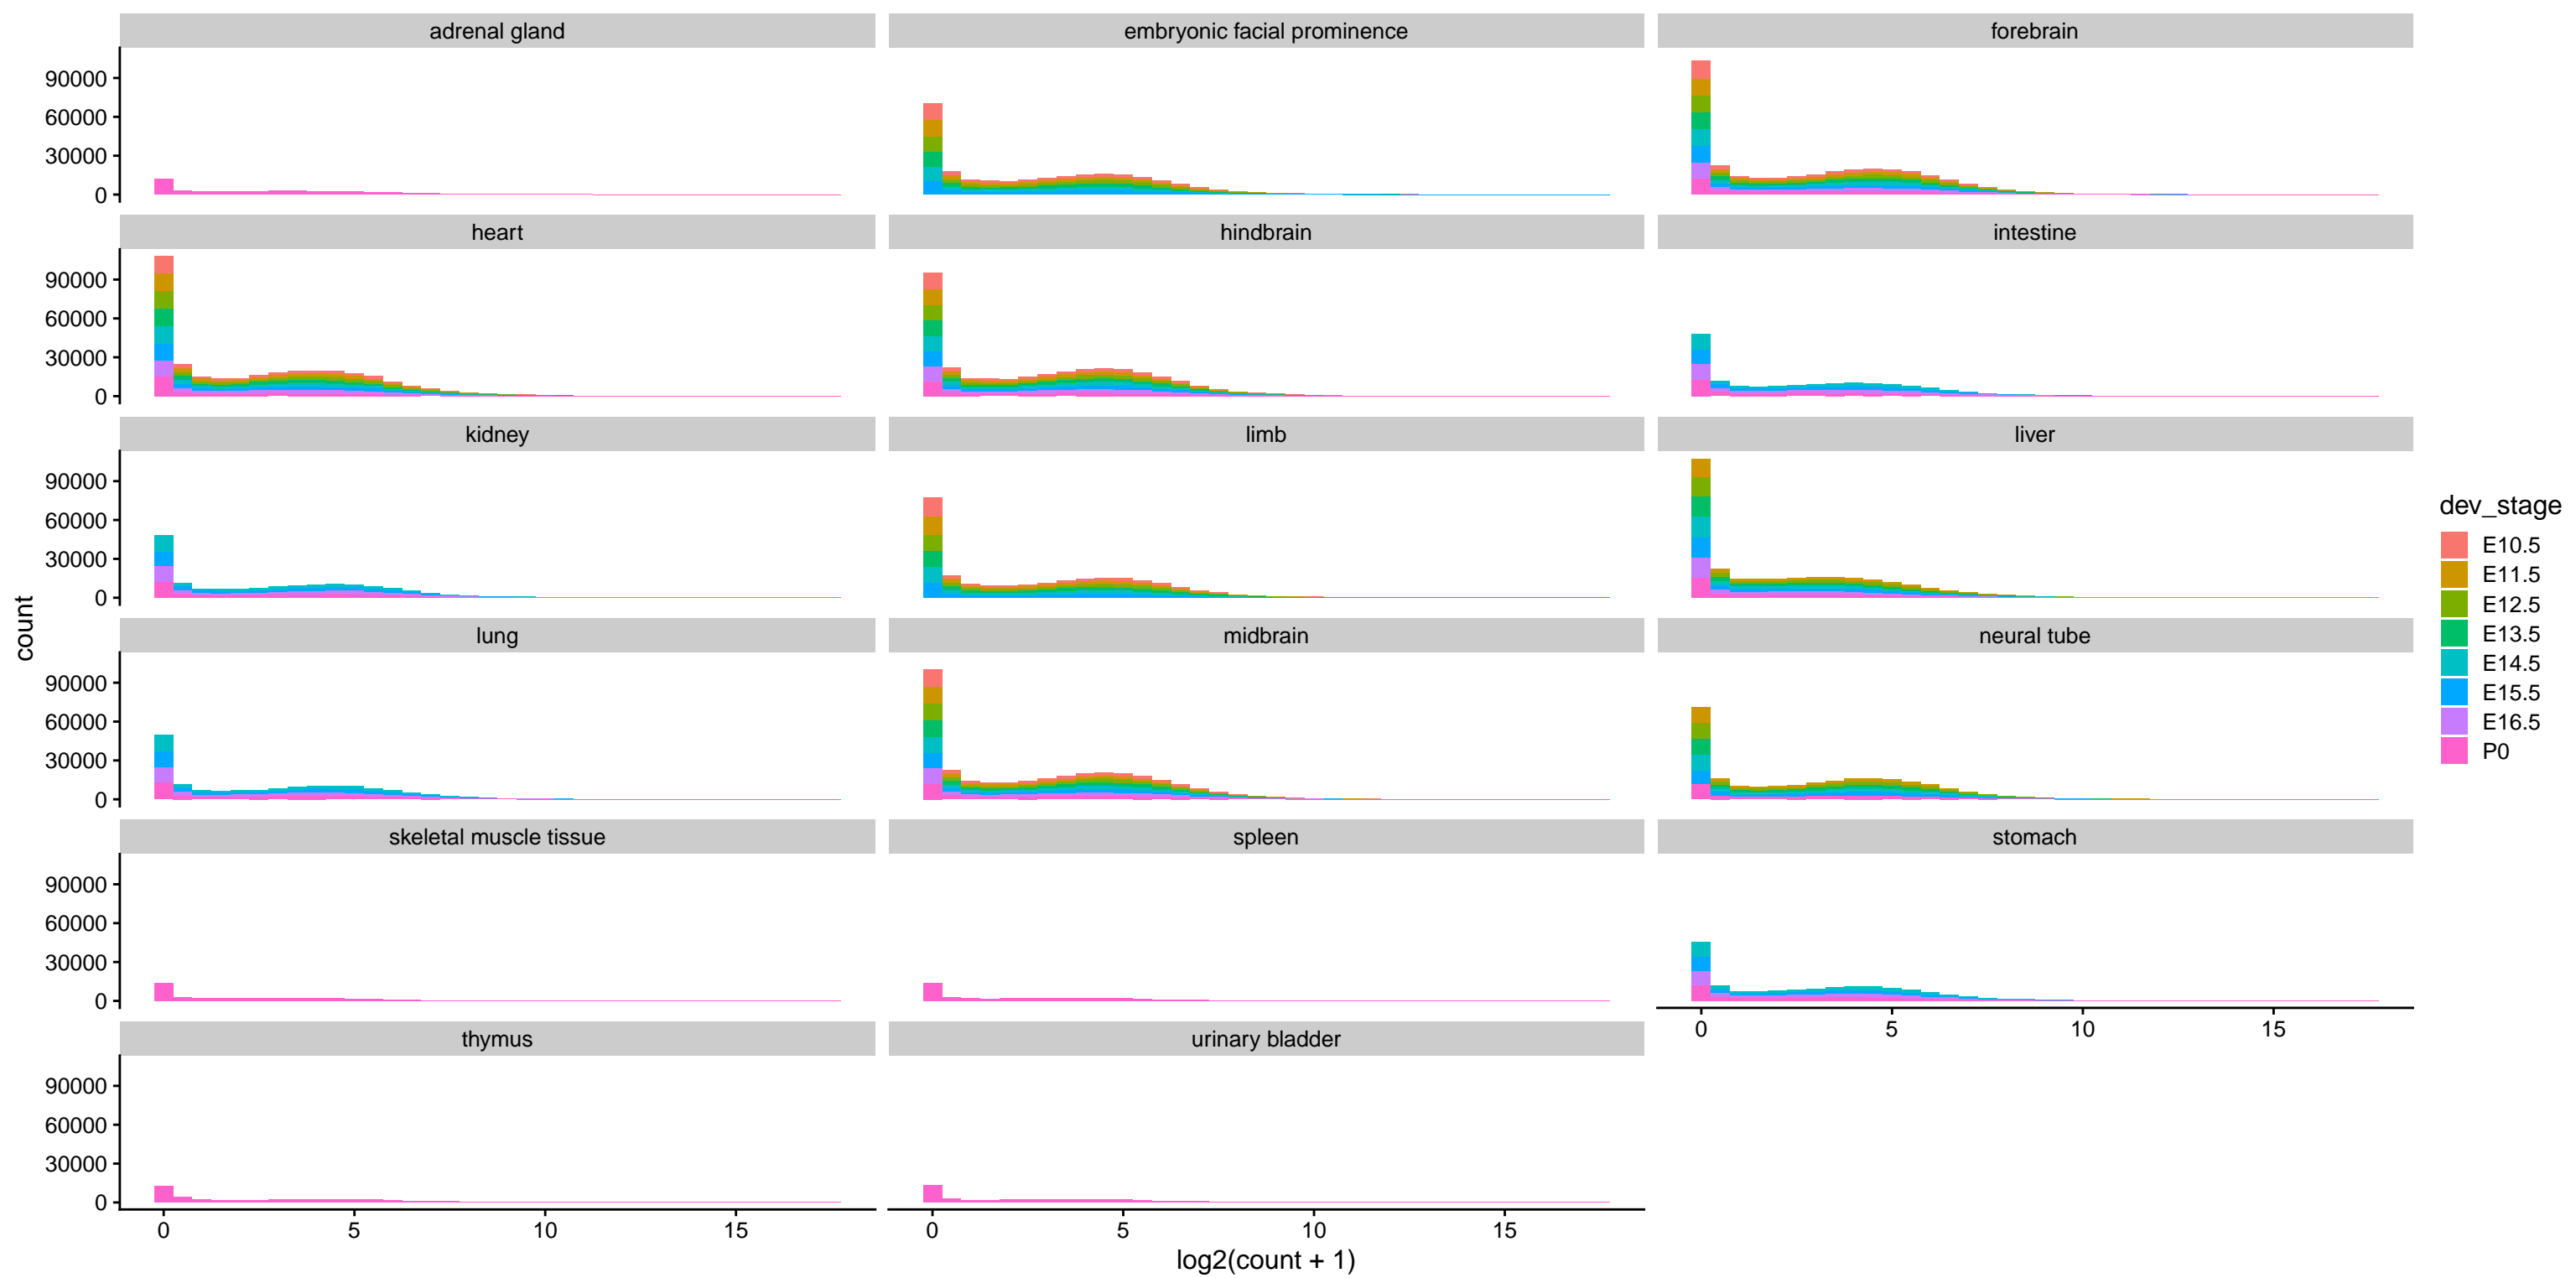 adrenal gland
embryonic facial prominence
forebrain
90000
60000
30000
0
heart
hindbrain
intestine
90000
60000
30000
0
kidney
limb
liver
90000
60000
30000
0
lung
midbrain
neural tube
90000
60000
30000
0
skeletal muscle tissue
spleen
stomach
90000
60000
30000
0
0 5 10 15
thymus
urinary bladder
90000
60000
30000
0
0 5 10 15
0 5 10 15
log2(count + 1)
count
dev_stage
E10.5
E11.5
E12.5
E13.5
E14.5
E15.5
E16.5
P0